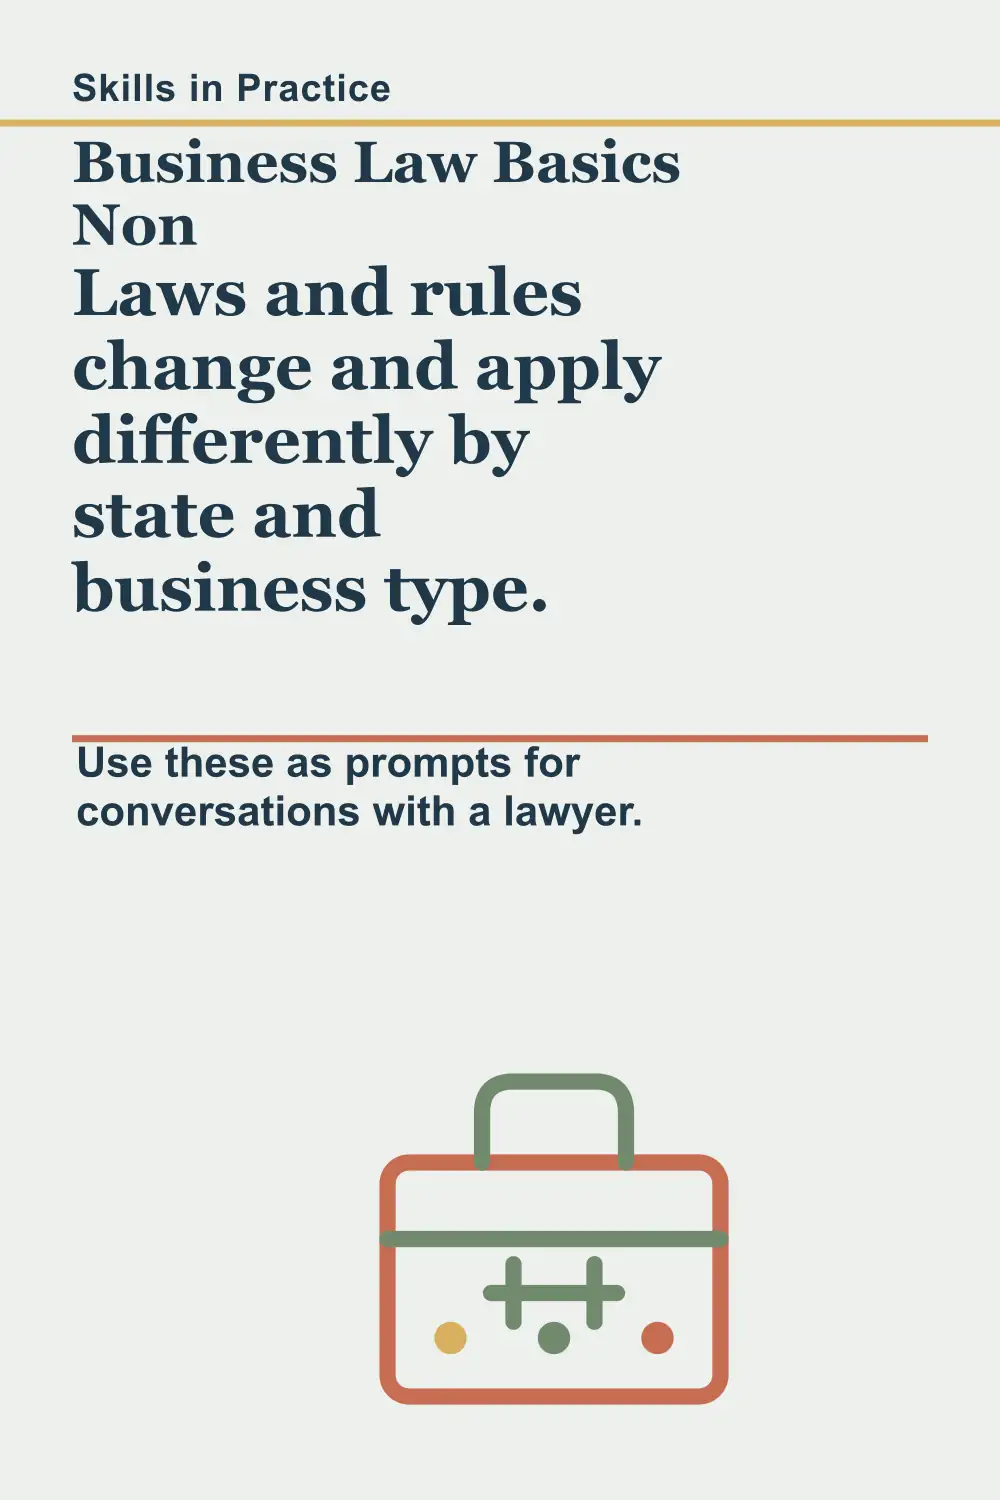 Skills in Practice
Business Law Basics
Non
Laws and rules
change and apply
differently by
state and
business type.
Use these as prompts for
conversations with a lawyer.